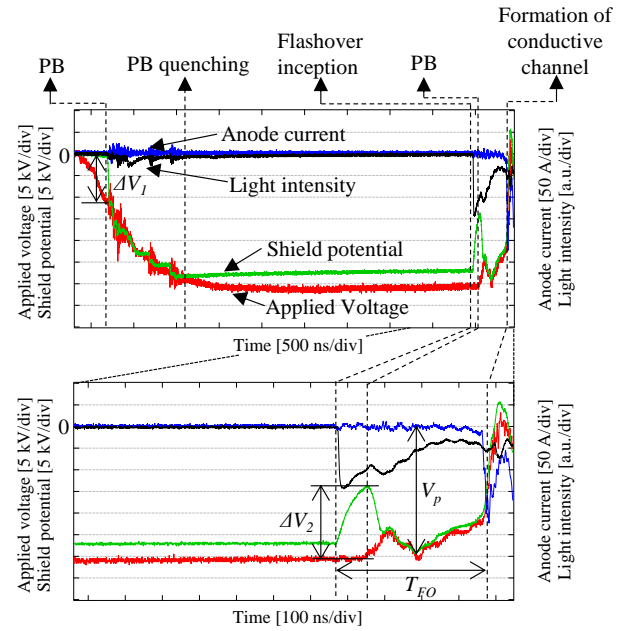 Formation of
conductive
channel
Flashover
inception
PB
PB quenching
PB
0
Anode current
ΔV1
Light intensity
Shield potential
Applied Voltage
Applied voltage [5 kV/div]
Shield potential [5 kV/div]
Anode current [50 A/div]
Light intensity [a.u./div]
Time [500 ns/div]
0
ΔV2
Vp
TFO
Applied voltage [5 kV/div]
Shield potential [5 kV/div]
Anode current [50 A/div]
Light intensity [a.u./div]
Time [100 ns/div]